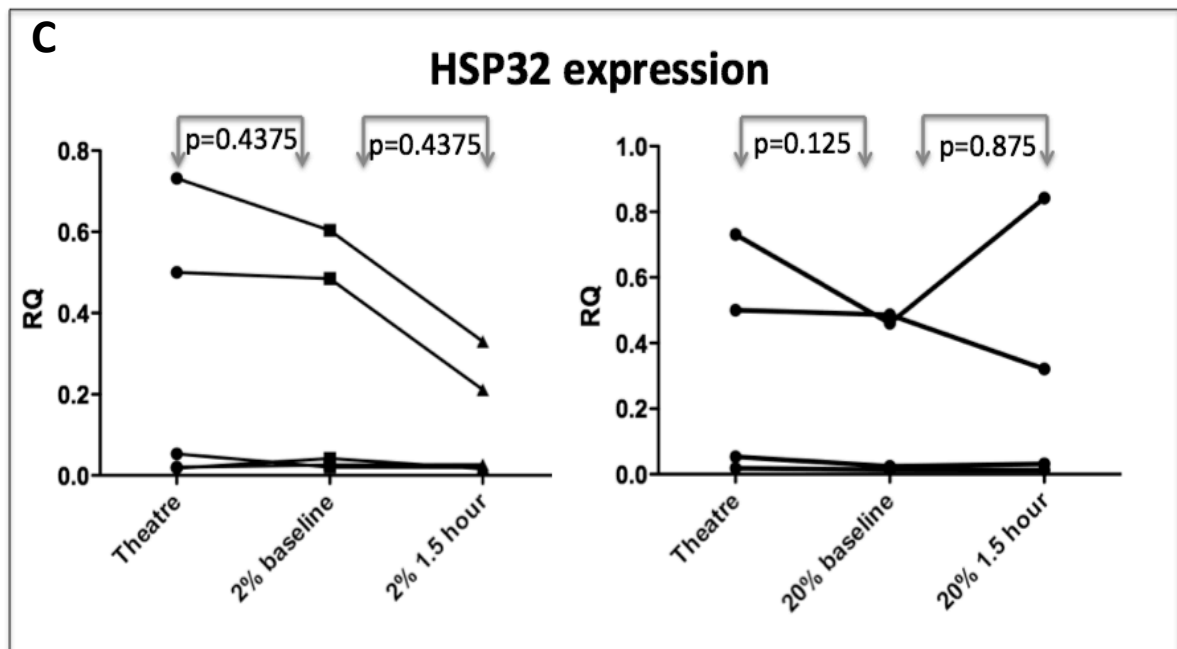 C
HSP32 expression
p=0.4375
p=0.4375
0.8
0.6
0.4
0.2
0.0
RQ
Theatre
2% baseline
2% 1.5 hour
p=0.125
p=0.875
1.0
0.8
0.6
0.4
0.2
0.0
RQ
Theatre
20% baseline
20% 1.5 hour